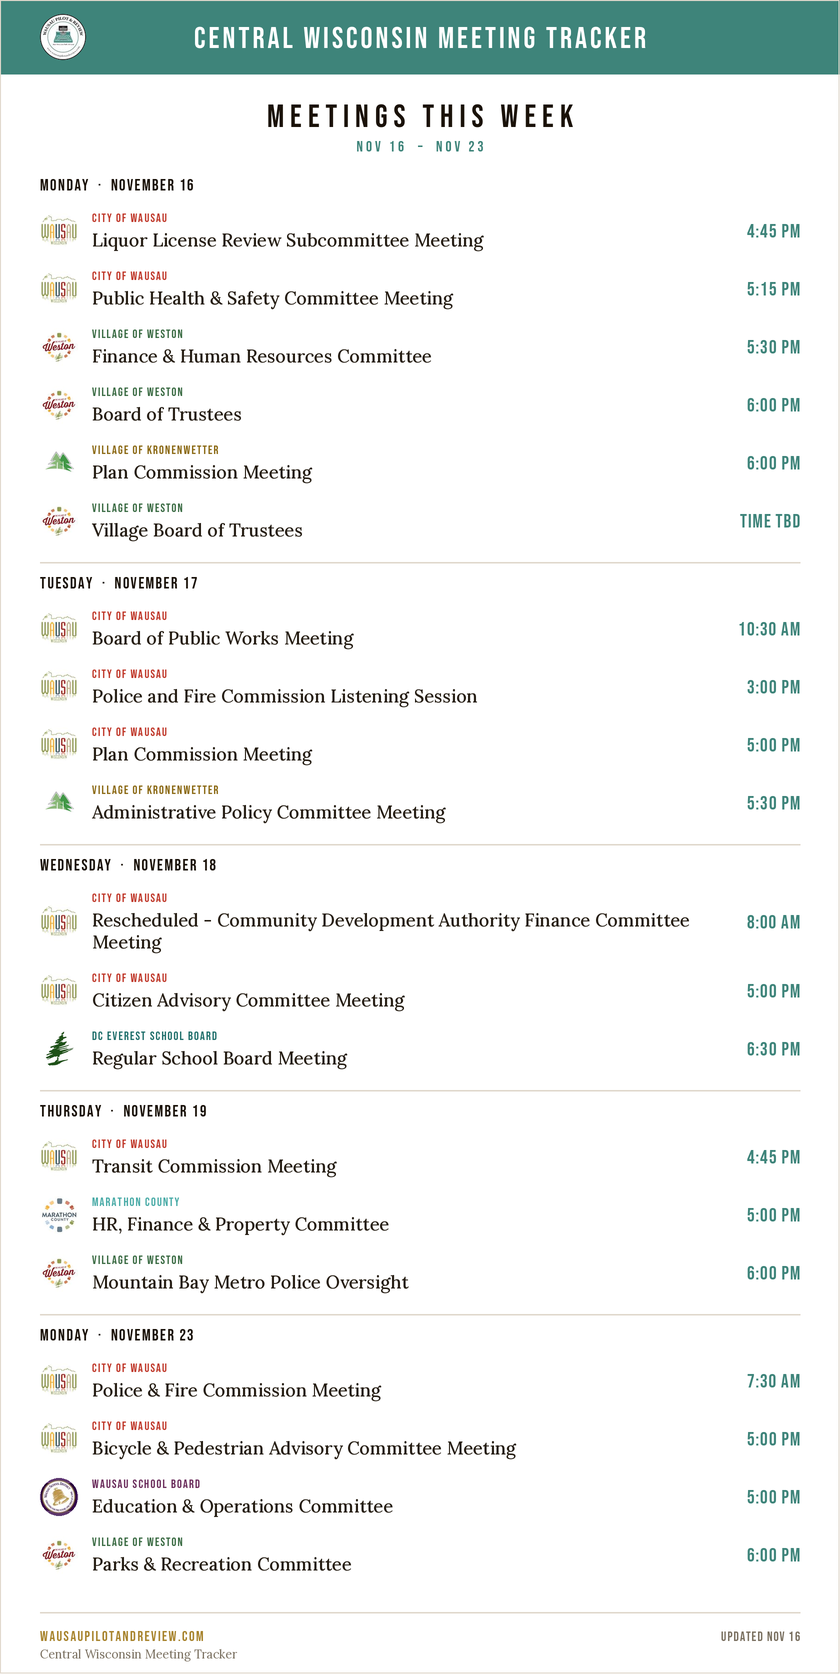 CENTRAL WISCONSIN MEETING TRACKER
MEETINGS THIS WEEK
NOV 16 – NOV 23
MONDAY · NOVEMBER 16
CITY OF WAUSAU
Liquor License Review Subcommittee Meeting
4:45 PM
CITY OF WAUSAU
Public Health & Safety Committee Meeting
5:15 PM
VILLAGE OF WESTON
Finance & Human Resources Committee
5:30 PM
VILLAGE OF WESTON
Board of Trustees
6:00 PM
VILLAGE OF KRONENWETTER
Plan Commission Meeting
6:00 PM
VILLAGE OF WESTON
Village Board of Trustees
TIME TBD
TUESDAY · NOVEMBER 17
CITY OF WAUSAU
Board of Public Works Meeting
10:30 AM
CITY OF WAUSAU
Police and Fire Commission Listening Session
3:00 PM
CITY OF WAUSAU
Plan Commission Meeting
5:00 PM
VILLAGE OF KRONENWETTER
Administrative Policy Committee Meeting
5:30 PM
WEDNESDAY · NOVEMBER 18
CITY OF WAUSAU
Rescheduled - Community Development Authority Finance Committee
Meeting
8:00 AM
CITY OF WAUSAU
Citizen Advisory Committee Meeting
5:00 PM
DC EVEREST SCHOOL BOARD
Regular School Board Meeting
6:30 PM
THURSDAY · NOVEMBER 19
CITY OF WAUSAU
Transit Commission Meeting
4:45 PM
MARATHON COUNTY
MARATHON COUNTY
HR, Finance & Property Committee
5:00 PM
VILLAGE OF WESTON
Mountain Bay Metro Police Oversight
6:00 PM
MONDAY · NOVEMBER 23
CITY OF WAUSAU
Police & Fire Commission Meeting
7:30 AM
CITY OF WAUSAU
Bicycle & Pedestrian Advisory Committee Meeting
5:00 PM
WAUSAU SCHOOL BOARD
Education & Operations Committee
5:00 PM
VILLAGE OF WESTON
Parks & Recreation Committee
6:00 PM
WAUSAUPILOTANDREVIEW.COM
UPDATED NOV 16
Central Wisconsin Meeting Tracker